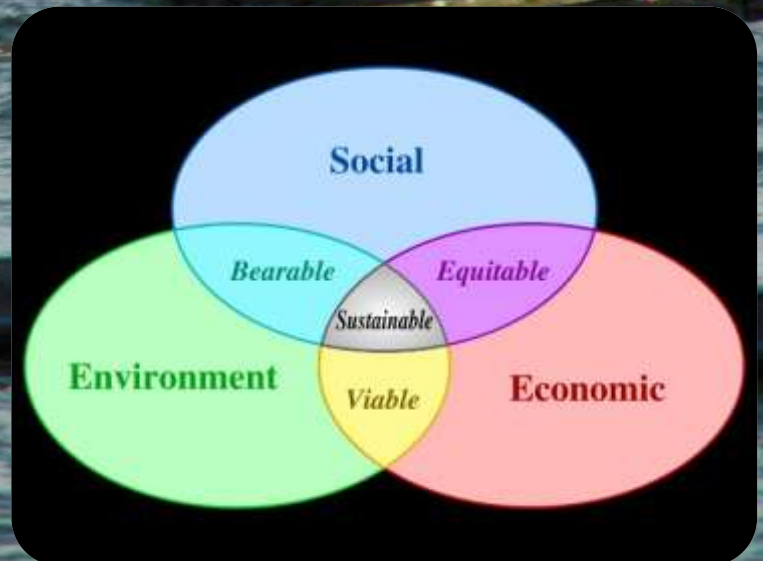 Social
Bearable
Equitable
Sustainable
Environment
Viable
Economic